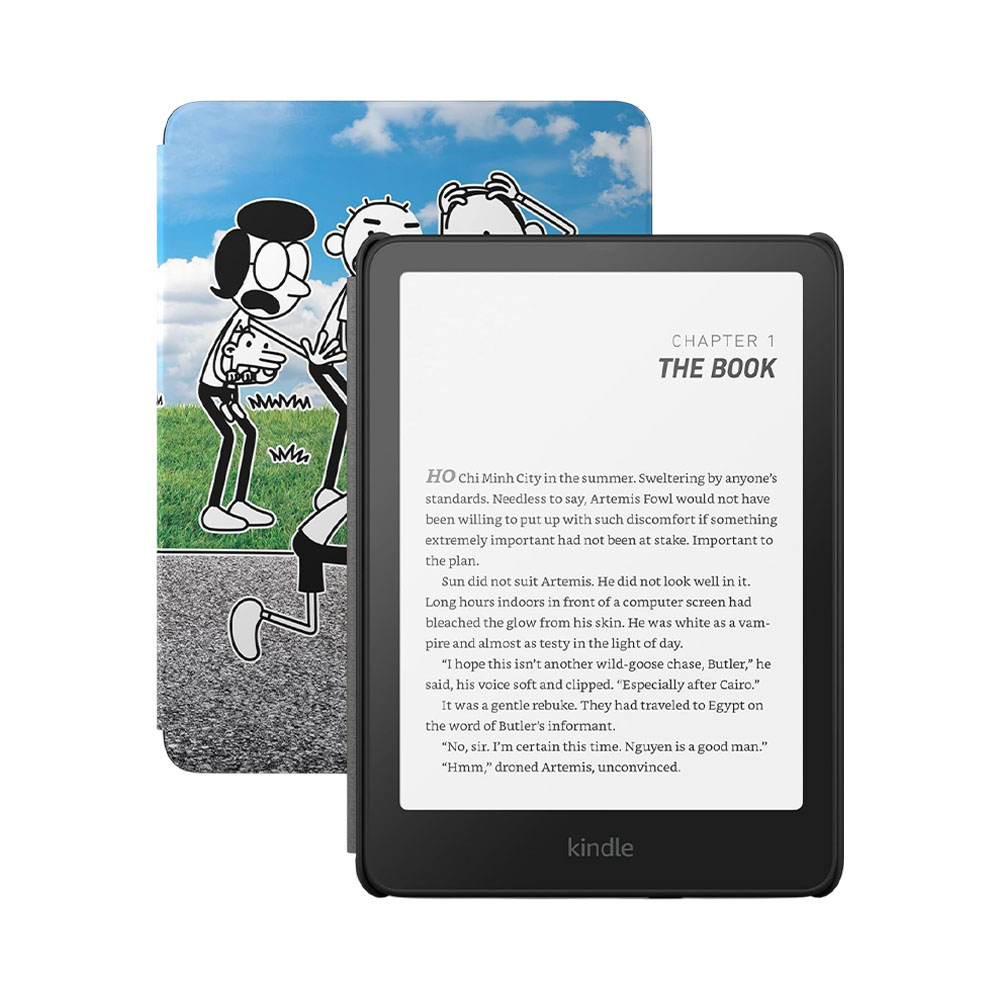 CHAPTER 1
THE BOOK
HO Chi Minh City in the summer. Sweltering by anyone's
standards. Needless to say, Artemis Fowl would not have
been willing to put up with such discomfort if something
extremely important had not been at stake. Important to
the plan.
Sun did not suit Artemis. He did not look well in it.
Long hours indoors in front of a computer screen had
bleached the glow from his skin. He was white as a vam-
pire and almost as testy in the light of day.
“I hope this isn't another wild-goose chase, Butler,” he
said, his voice soft and clipped. “Especially after Cairo.”
It was a gentle rebuke. They had traveled to Egypt on
the word of Butler's informant.
“No, sir. I'm certain this time. Nguyen is a good man.”
“Hmm,” droned Artemis, unconvinced.
kindle